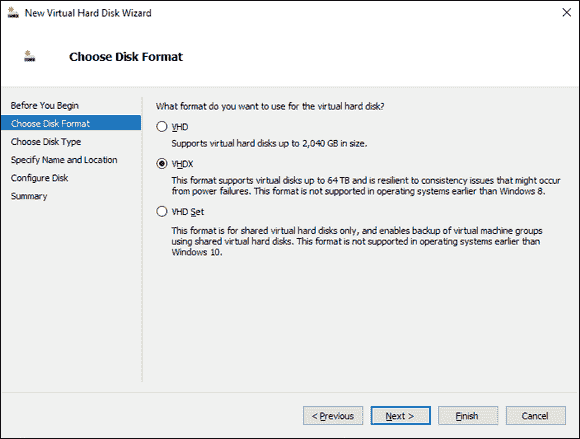 New Virtual Hard Disk Wizard
Choose Disk Format
Before You Begin
Choose Disk Format
Choose Disk Type
Specify Name and Location
Configure Disk
Summary
What format do you want to use for the virtual hard disk?
VHD
Supports virtual hard disks up to 2,040 GB in size.
VHDX
This format supports virtual disks up to 64 TB and is resilient to consistency issues that might occur
from power failures. This format is not supported in operating systems earlier than Windows 8.
VHD Set
This format is for shared virtual hard disks only, and enables backup of virtual machine groups
using shared virtual hard disks. This format is not supported in operating systems earlier than
Windows 10.
< Previous
Next >
Finish
Cancel